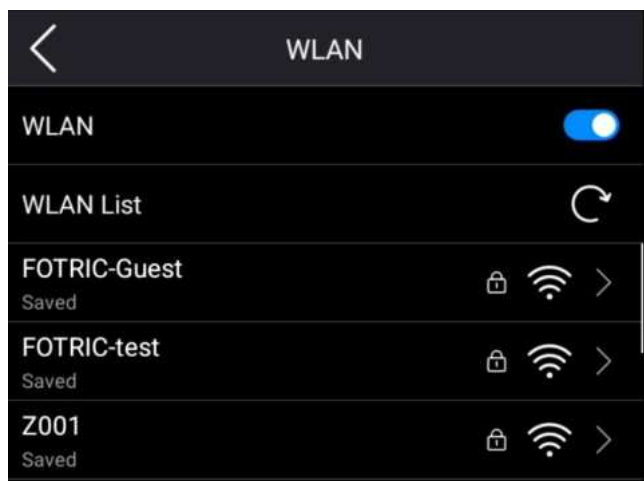 WLAN
WLAN
WLAN List
FOTRIC-Guest
Saved
FOTRIC-test
Saved
Z001
Saved